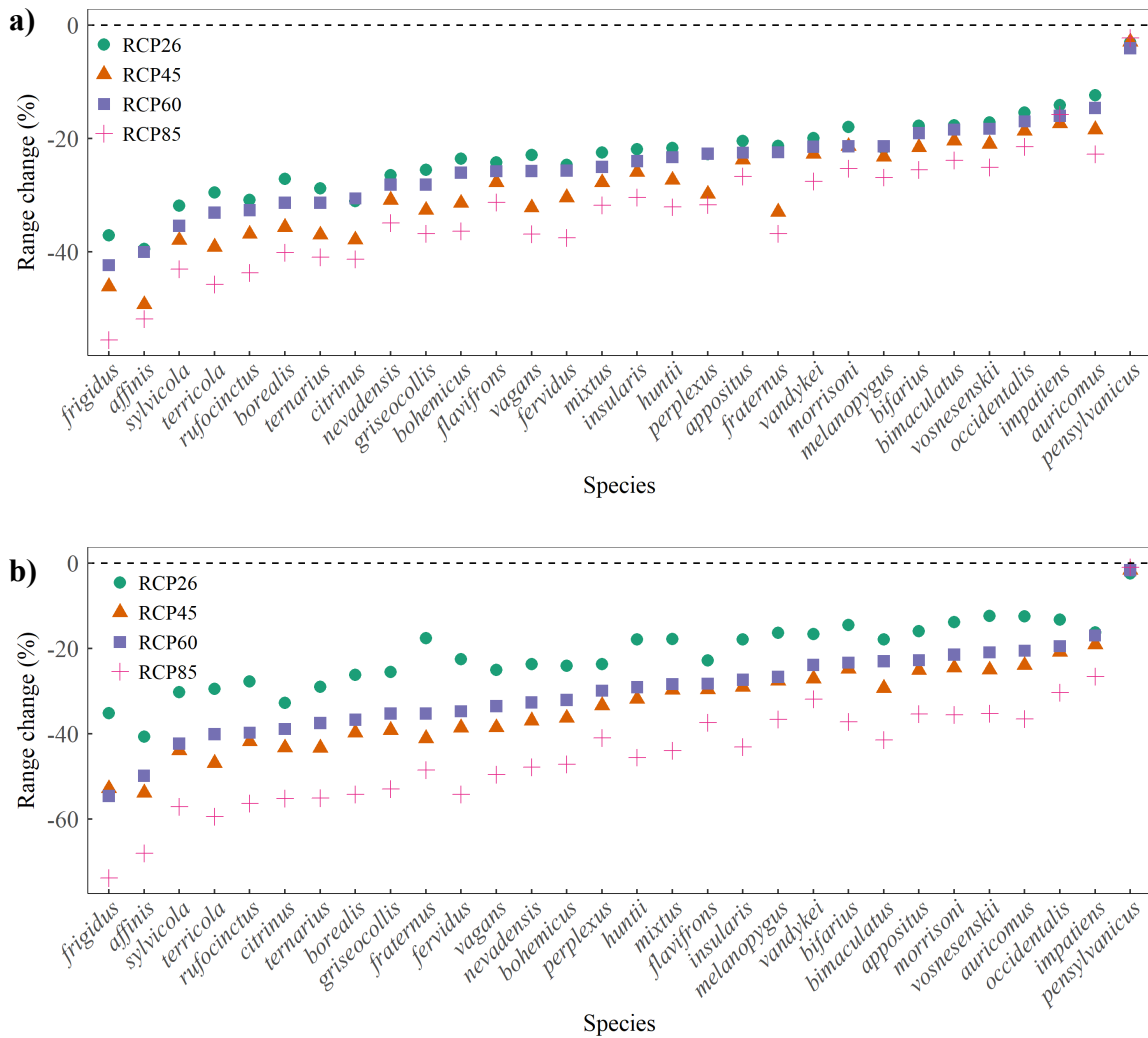 a)
0
-20
-40
Range change (%)
RCP26
RCP45
RCP60
RCP85
frigidus
affinis
sylvicola
terricola
rufocinctus
borealis
ternarius
citrimus
nevadensis
griseocollis
bohemicus
flavifrons
vagans
fervidus
mixtus
insularis
huntii
perplexus
appositus
fraternus
vandykei
morrisoni
melanopygus
bifarius
bimaculatus
vosnesenskii
occidentalis
impatiens
auricomus
pensylvanicus
Species
b)
0
-20
-40
-60
Range change (%)
RCP26
RCP45
RCP60
RCP85
frigidus
affinis
sylvicola
terricola
rufocinctus
citrimus
ternarius
borealis
griseocollis
fraternus
fervidus
vagans
nevadensis
bohemicus
perplexus
huntii
mixtus
flavifrons
insularis
melanopygus
vandykei
bifarius
bimaculatus
appositus
morrisoni
vosnesenskii
auricomus
occidentalis
impatiens
pensylvanicus
Species